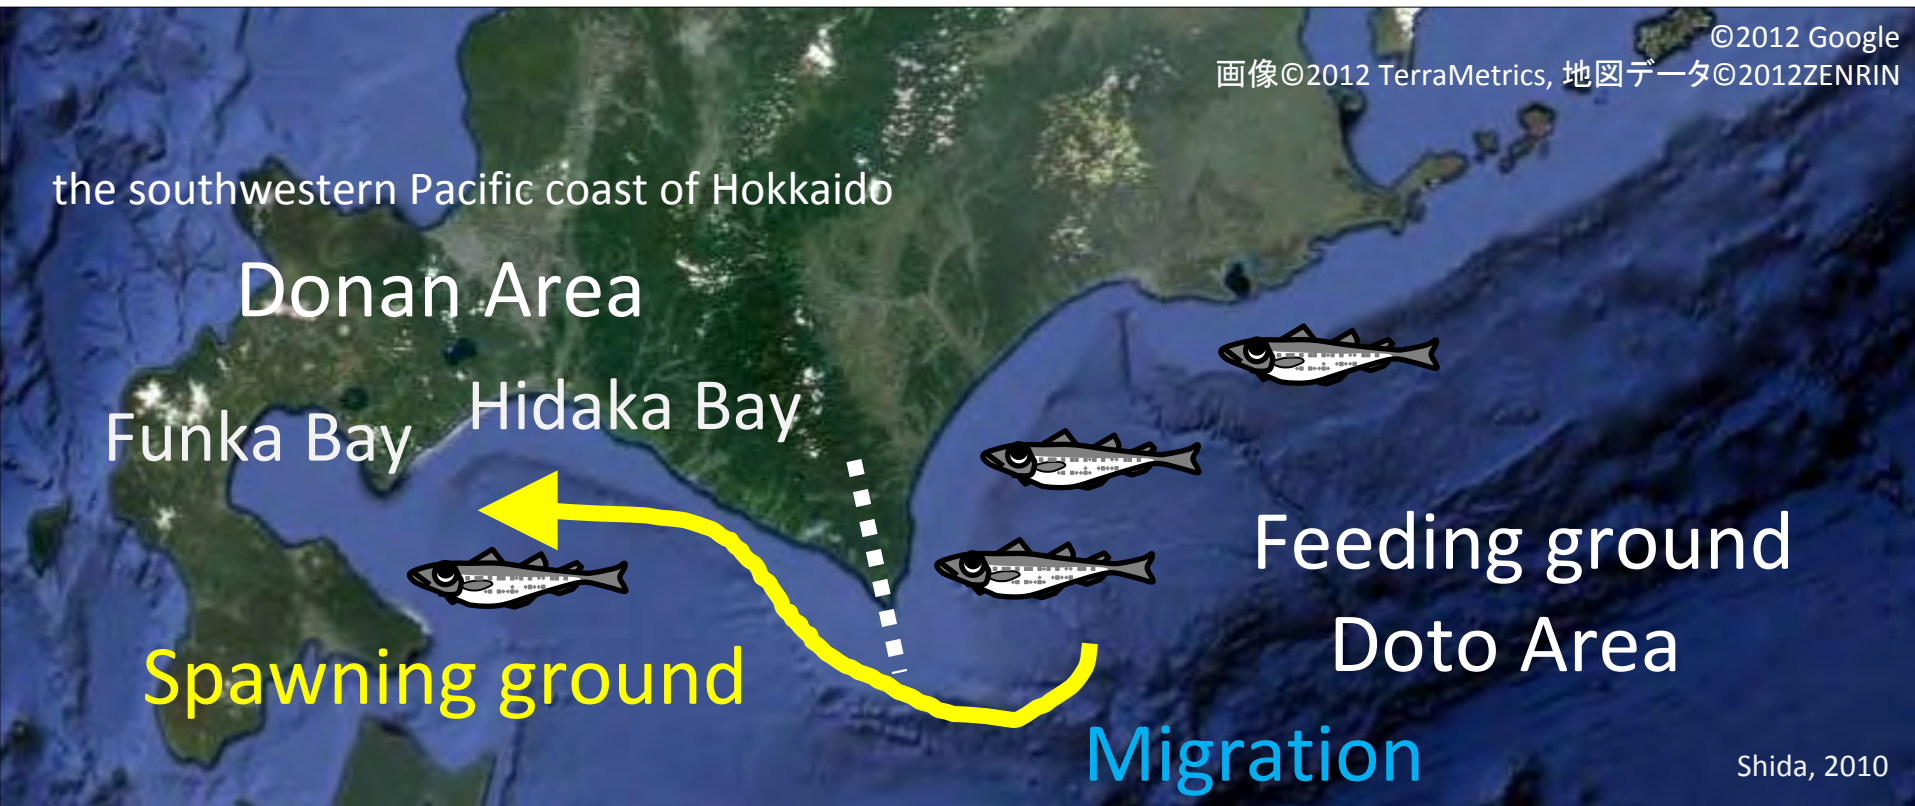 ©2012 Google
画像©2012 TerraMetrics, 地図データ©2012ZENRIN
the southwestern Pacific coast of Hokkaido
Donan Area
Hidaka Bay
Funka Bay
Feeding ground
Doto Area
Spawning ground
Migration
Shida, 2010